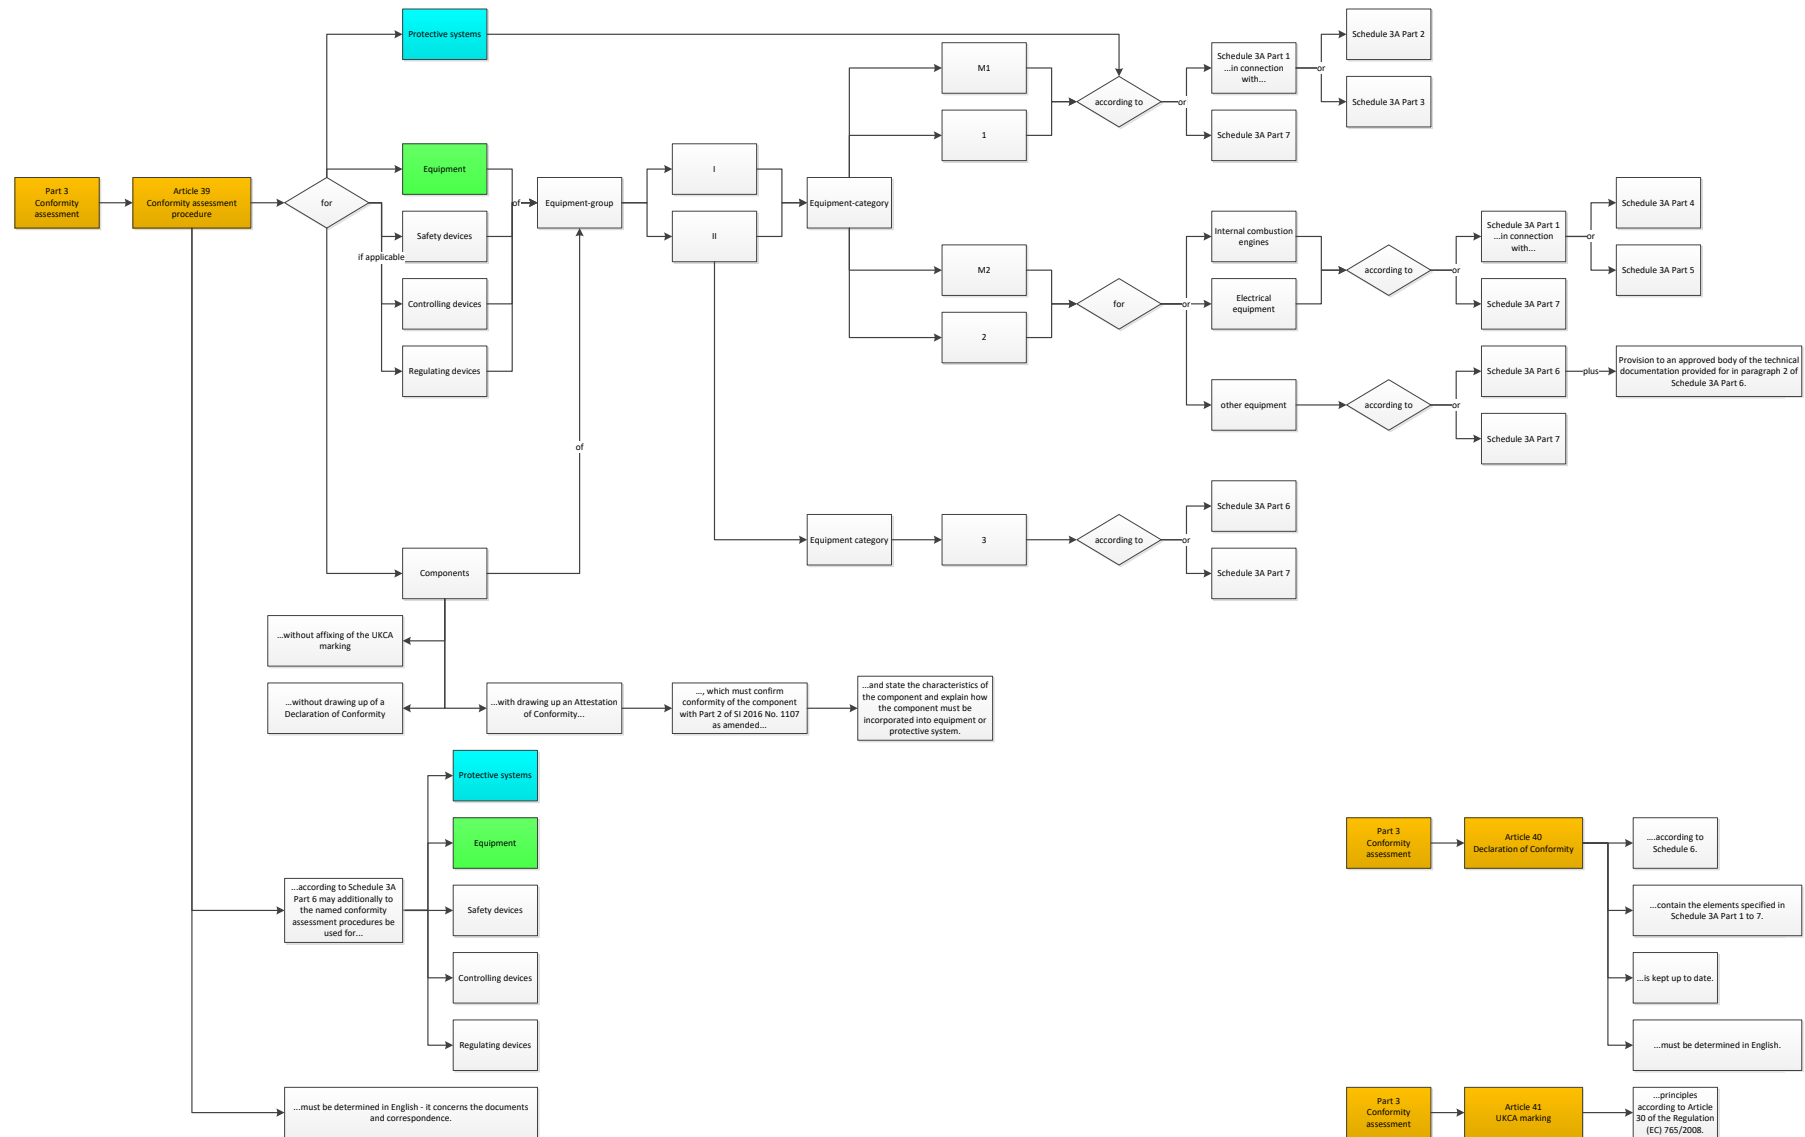 Protective systems
Schedule 3A Part 2
M1
Schedule 3A Part 1
...in connection
with...
or
Schedule 3A Part 3
according to
or
1
Schedule 3A Part 7
Part 3
Conformity
assessment
Article 39
Conformity assessment
procedure
for
Equipment
if applicable
Safety devices
Controlling devices
Regulating devices
of
Equipment-group
I
II
Equipment-category
M2
2
for
or
Internal combustion
engines
Electrical
equipment
according to
or
Schedule 3A Part 1
...in connection
with...
or
Schedule 3A Part 4
Schedule 3A Part 5
Schedule 3A Part 7
other equipment
according to
or
Schedule 3A Part 6
plus
Provision to an approved body of the technical
documentation provided for in paragraph 2 of
Schedule 3A Part 6.
Schedule 3A Part 7
of
Equipment category
3
according to
or
Schedule 3A Part 6
Schedule 3A Part 7
Components
...without affixing of the UKCA
marking
...without drawing up of a
Declaration of Conformity
...with drawing up an Attestation
of Conformity...
..., which must confirm
conformity of the component
with Part 2 of SI 2016 No. 1107
as amended...
...and state the characteristics of
the component and explain how
the component must be
incorporated into equipment or
protective system.
...according to Schedule 3A
Part 6 may additionally to
the named conformity
assessment procedures be
used for...
Protective systems
Equipment
Safety devices
Controlling devices
Regulating devices
...must be determined in English - it concerns the documents
and correspondence.
Part 3
Conformity
assessment
Article 40
Declaration of Conformity
....according to
Schedule 6.
...contain the elements specified in
Schedule 3A Part 1 to 7.
...is kept up to date.
...must be determined in English.
Part 3
Conformity
assessment
Article 41
UKCA marking
...principles
according to Article
30 of the Regulation
(EC) 765/2008.